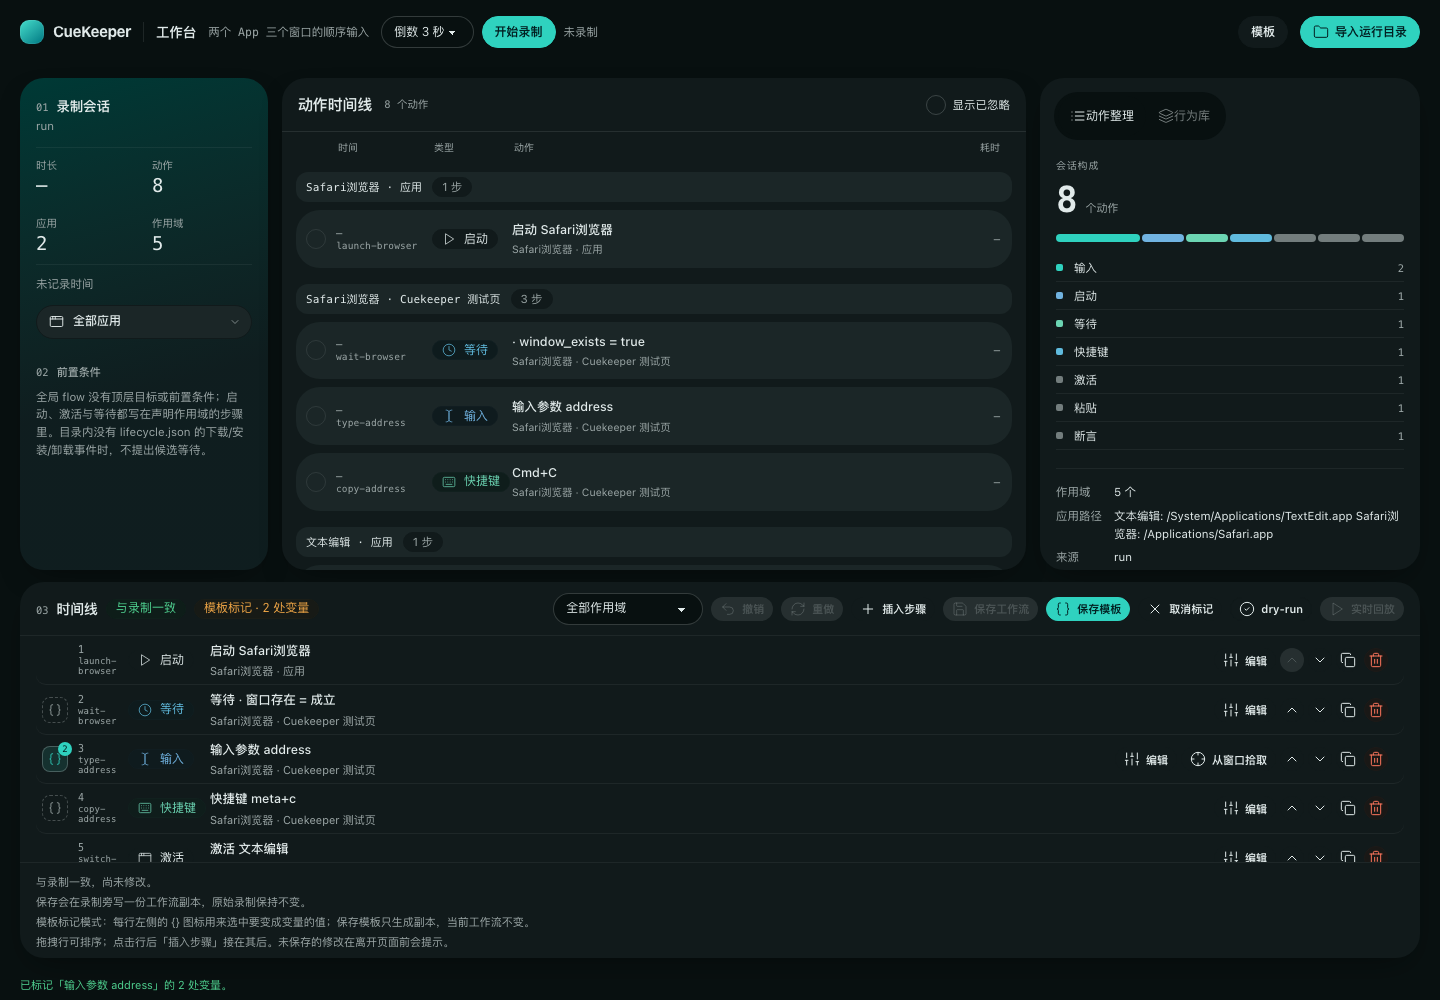 CueKeeper 工作台 两个 App 三个窗口的顺序输入 倒数 3 秒 开始录制 未录制 模板 导入运行目录
01 录制会话
run
时长 动作
— 8
应用 作用域
2 5
未记录时间
全部应用
02 前置条件
全局 flow 没有顶层目标或前置条件；启
动、激活与等待都写在声明作用域的步骤
里。目录内没有 lifecycle.json 的下载/安
装/卸载事件时，不提出候选等待。
动作时间线 8 个动作 显示已忽略
时间 类型 动作 耗时
Safari浏览器 · 应用 1 步
— 启动 启动 Safari浏览器 —
launch-browser Safari浏览器 · 应用
Safari浏览器 · Cuekeeper 测试页 3 步
— 等待 · window_exists = true —
wait-browser Safari浏览器 · Cuekeeper 测试页
— 输入 输入参数 address —
type-address Safari浏览器 · Cuekeeper 测试页
— 快捷键 Cmd+C —
copy-address Safari浏览器 · Cuekeeper 测试页
文本编辑 · 应用 1 步
动作整理 行为库
会话构成
8 个动作
输入 2
启动 1
等待 1
快捷键 1
激活 1
粘贴 1
断言 1
作用域 5 个
应用路径 文本编辑: /System/Applications/TextEdit.app Safari浏
览器: /Applications/Safari.app
来源 run
03 时间线 与录制一致 模板标记 · 2 处变量 全部作用域 撤销 重做 插入步骤 保存工作流 {} 保存模板 取消标记 dry-run 实时回放
1 launch-browser 启动 启动 Safari浏览器 编辑
Safari浏览器 · 应用
{} 2 wait-browser 等待 等待 · 窗口存在 = 成立 编辑
Safari浏览器 · Cuekeeper 测试页
{} 2 3 type-address 输入 输入参数 address 编辑 从窗口拾取
Safari浏览器 · Cuekeeper 测试页
{} 4 copy-address 快捷键 快捷键 meta+c 编辑
Safari浏览器 · Cuekeeper 测试页
5 switch- 激活 激活 文本编辑 编辑
与录制一致，尚未修改。
保存会在录制旁写一份工作流副本，原始录制保持不变。
模板标记模式：每行左侧的 {} 图标用来选中要变成变量的值；保存模板只生成副本，当前工作流不变。
拖拽行可排序；点击行后「插入步骤」接在其后。未保存的修改在离开页面前会提示。
已标记「输入参数 address」的 2 处变量。